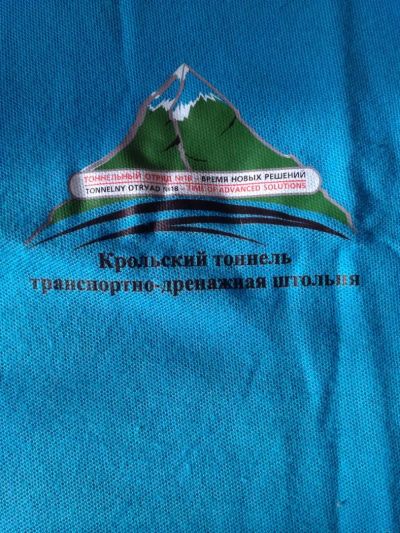 ТОННЕЛЬНЫЙ ОТРЯД №18 - ВРЕМЯ НОВЫХ РЕШЕНИЙ
TONNELNY OTRYAD №18 - TIME OF ADVANCED SOLUTIONS
Крольский тоннель
транспортно-дренажная штольня